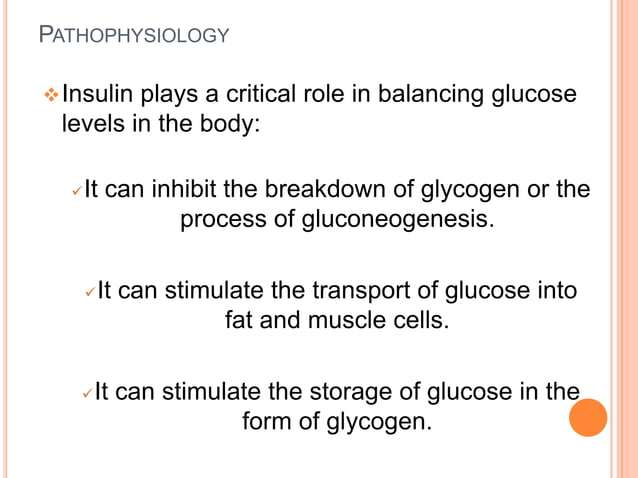 PATHOPHYSIOLOGY
❖Insulin plays a critical role in balancing glucose
levels in the body:
✓It can inhibit the breakdown of glycogen or the
process of gluconeogenesis.
✓It can stimulate the transport of glucose into
fat and muscle cells.
✓It can stimulate the storage of glucose in the
form of glycogen.